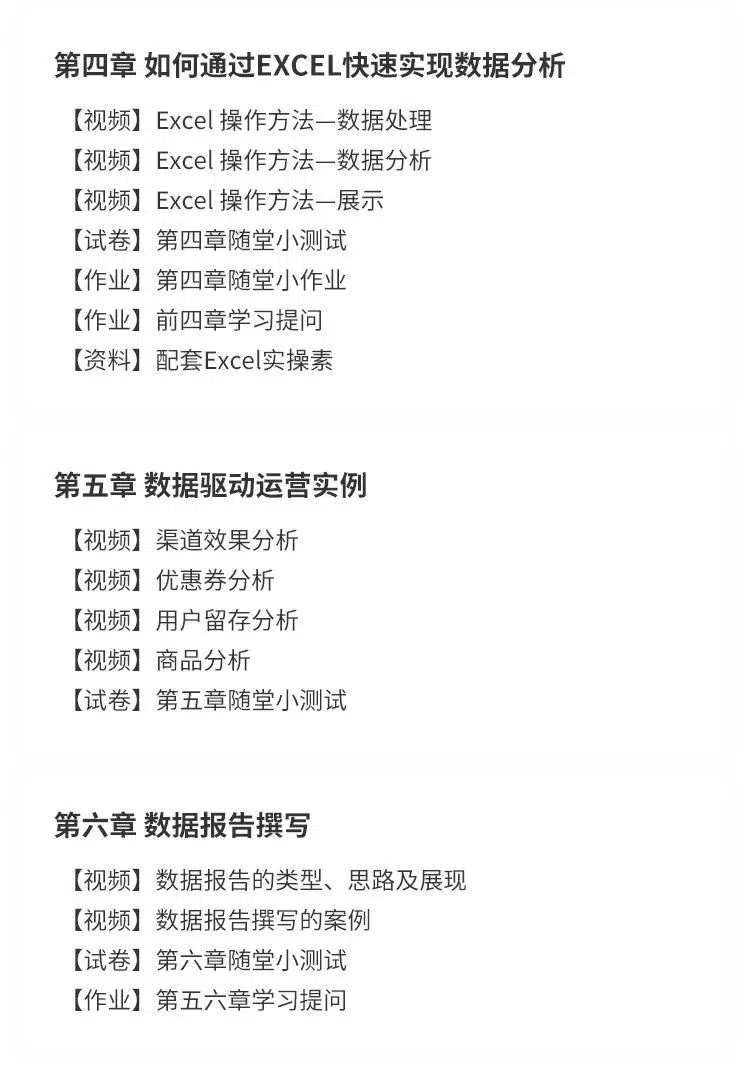 第四章 如何通过EXCEL快速实现数据分析
【视频】Excel 操作方法—数据处理
【视频】Excel 操作方法—数据分析
【视频】Excel 操作方法—展示
【试卷】第四章随堂小测试
【作业】第四章随堂小作业
【作业】前四章学习提问
【资料】配套Excel实操素
第五章 数据驱动运营实例
【视频】渠道效果分析
【视频】优惠券分析
【视频】用户留存分析
【视频】商品分析
【试卷】第五章随堂小测试
第六章 数据报告撰写
【视频】数据报告的类型、思路及展现
【视频】数据报告撰写的案例
【试卷】第六章随堂小测试
【作业】第五六章学习提问